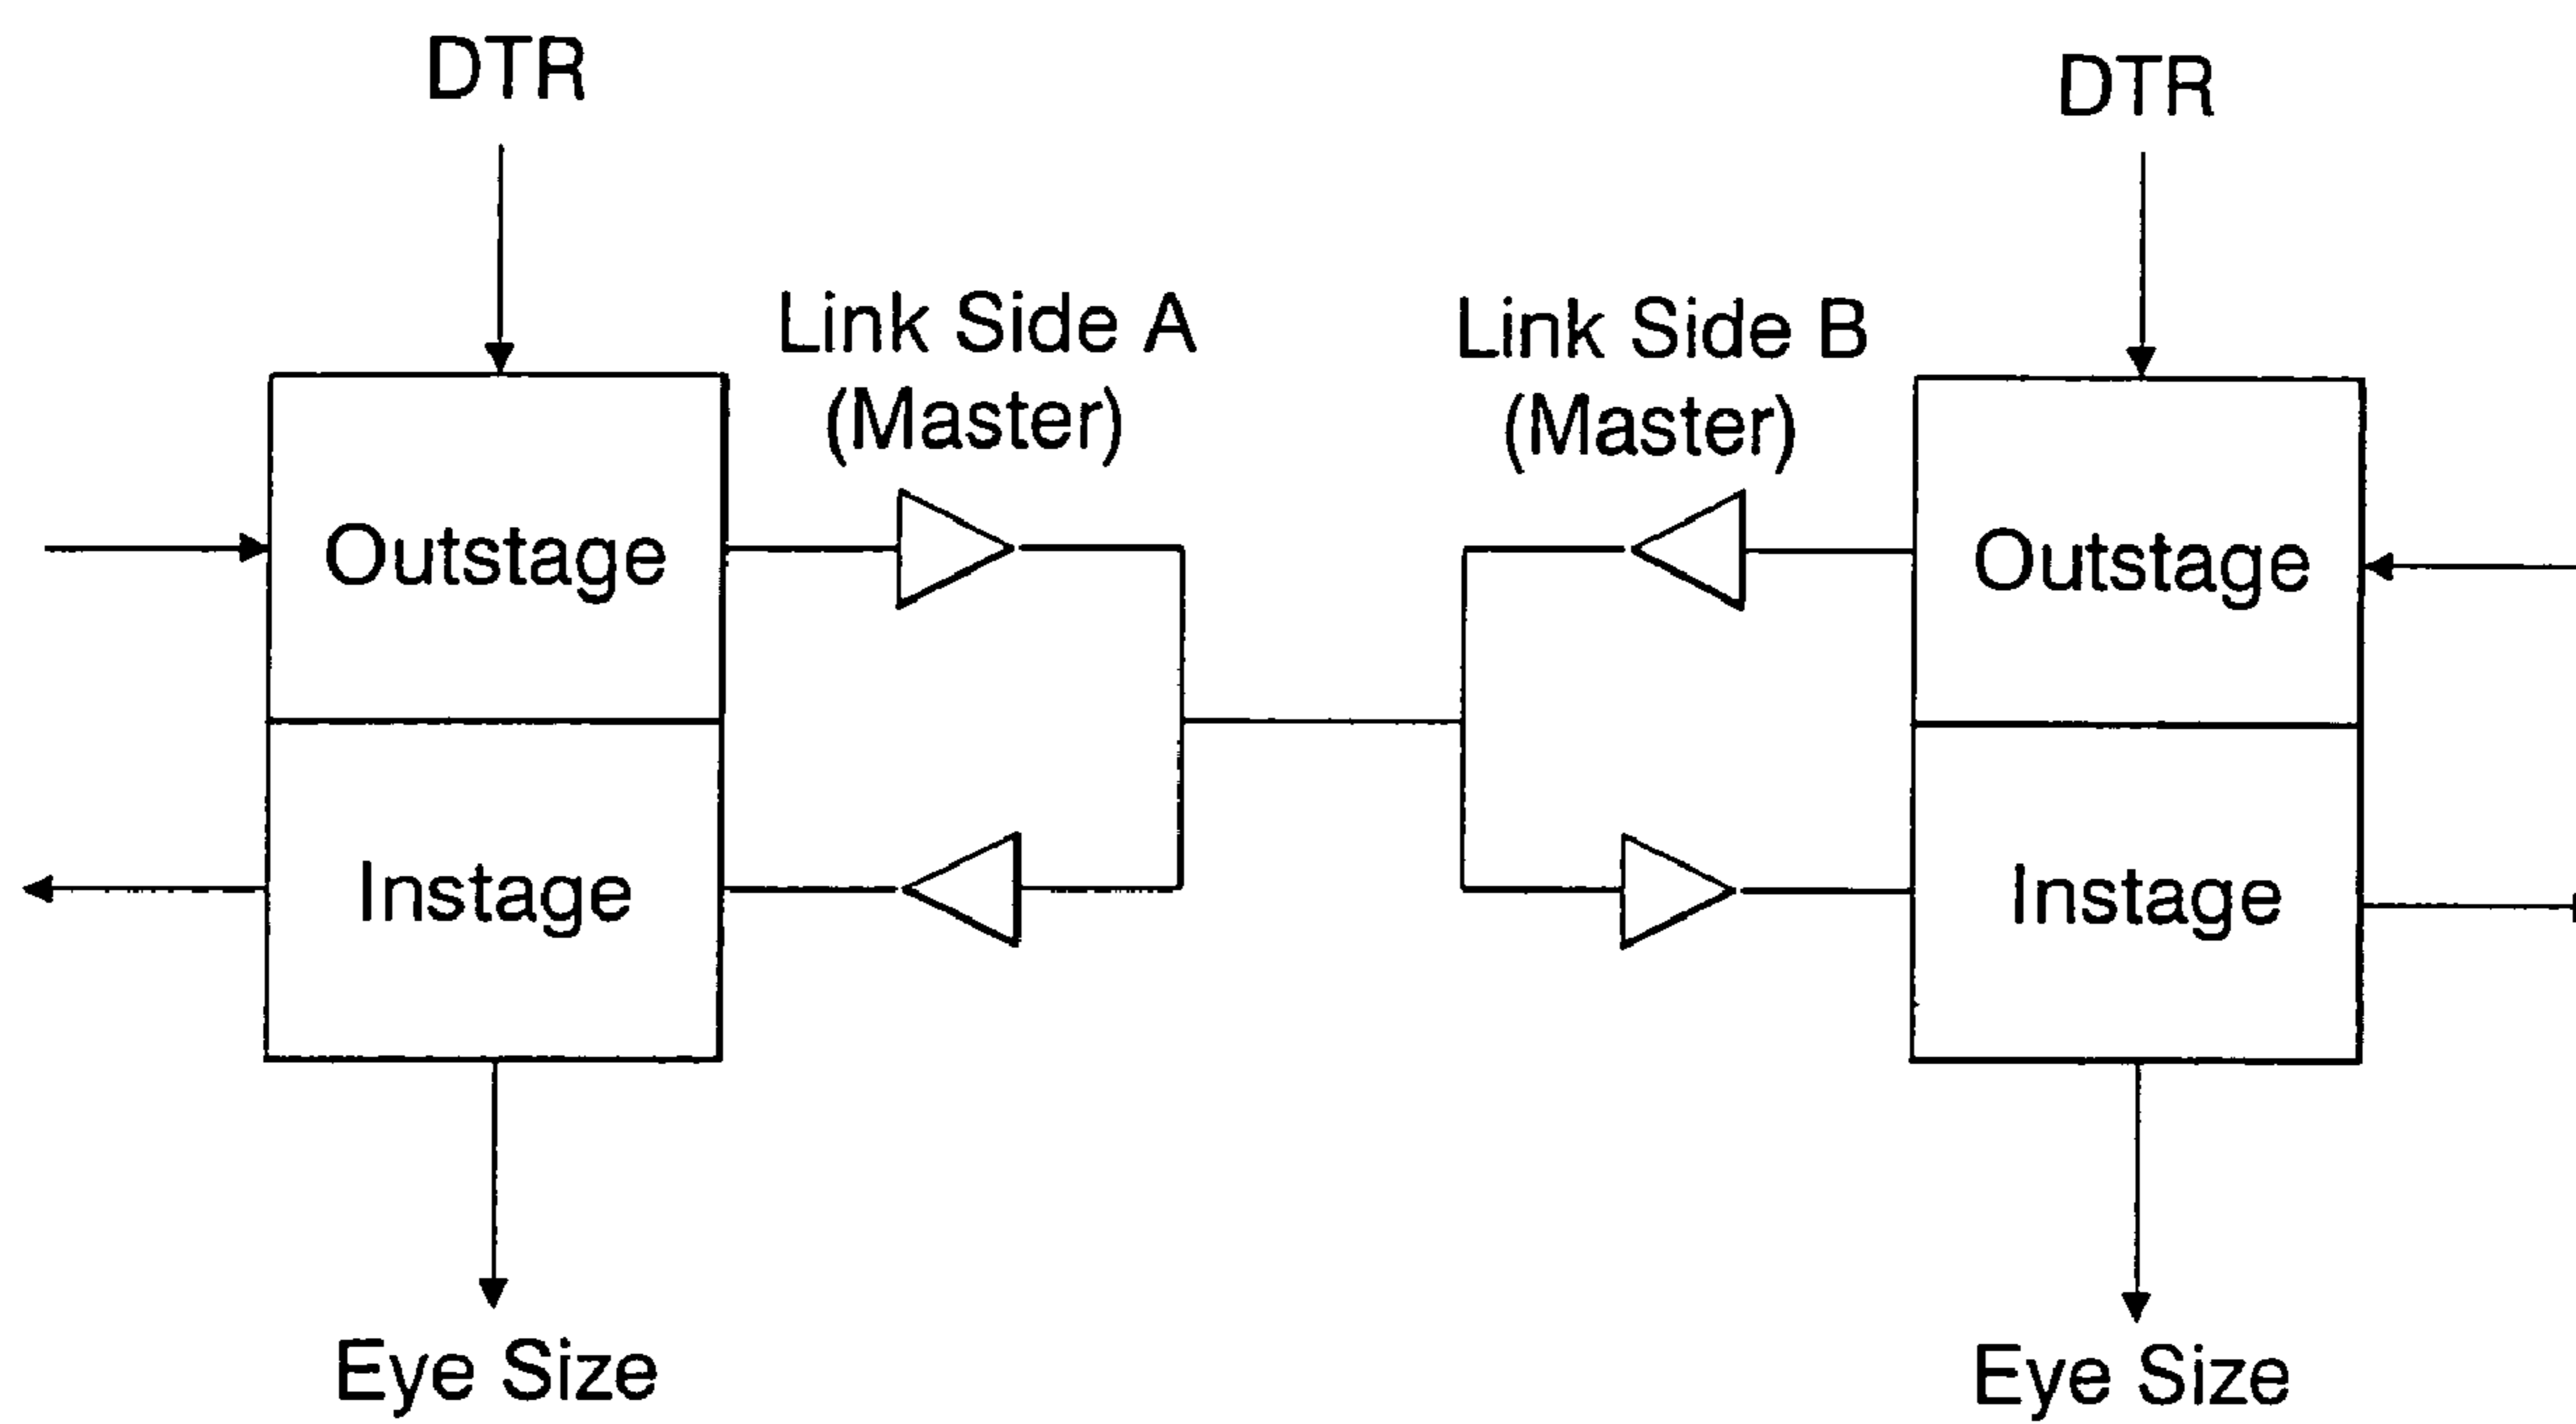 DTR
DTR
Link Side A
(Master)
Link Side B
(Master)
Outstage
Outstage
Instage
Instage
Eye Size
Eye Size